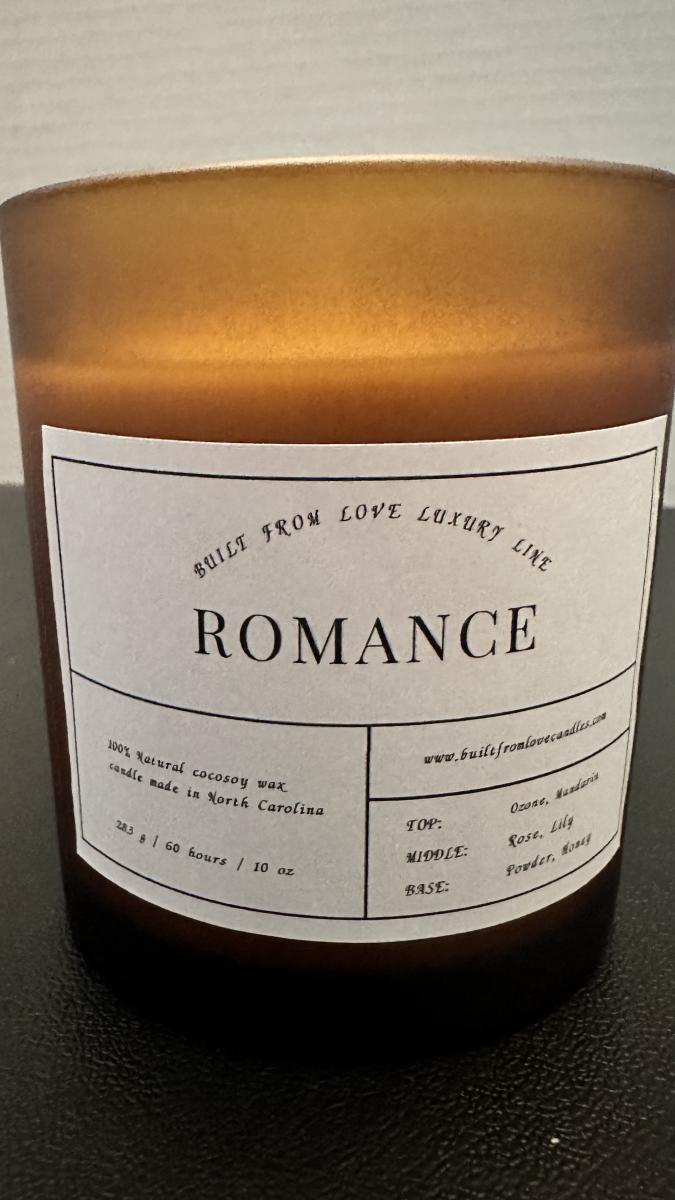 BUILT FROM LOVE LUXURY LINE
ROMANCE
100% Natural cocosoy wax
candle made in North Carolina
283 g / 60 hours / 10 oz
www.builtfromlovecandles.com
TOP: Ozone, Mandarin
MIDDLE: Rose, Lily
BASE: Powder, Honey